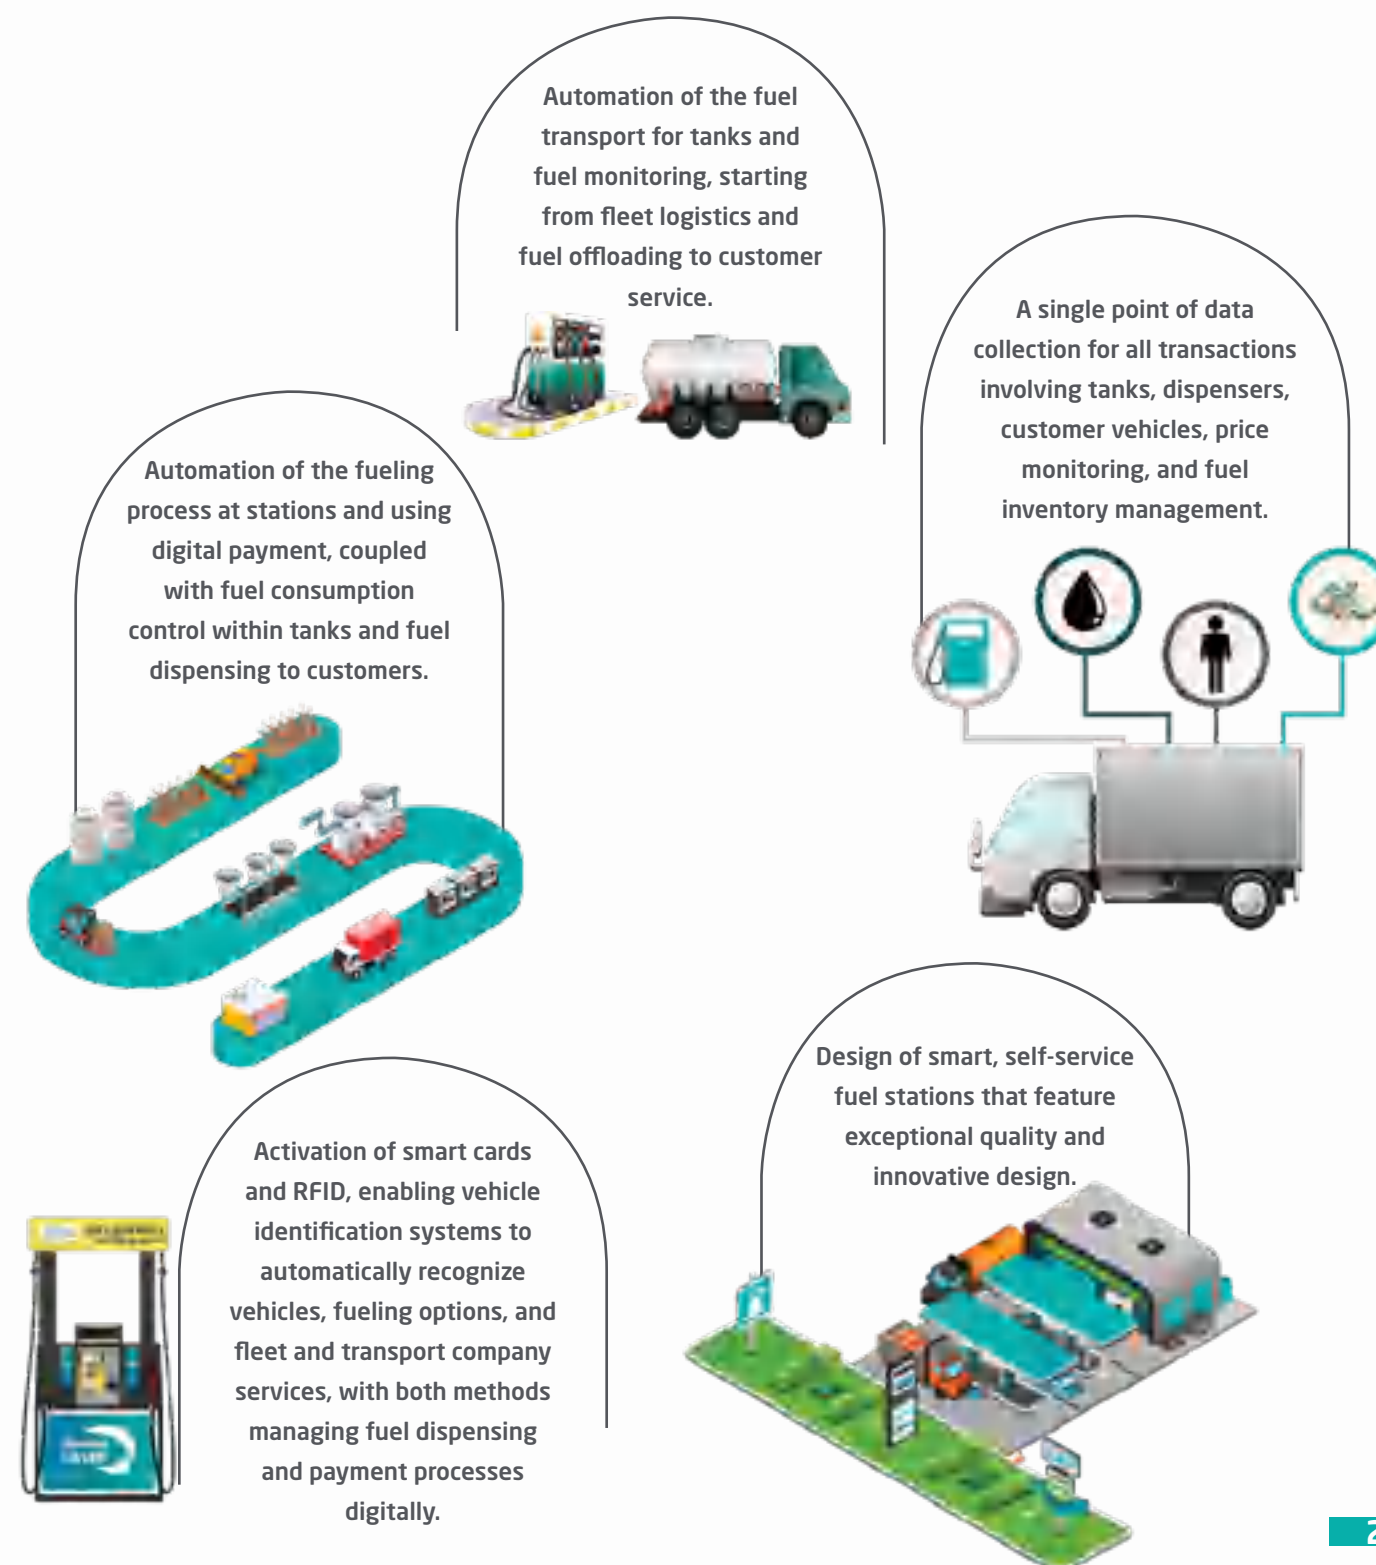 Automation of the fuel
transport for tanks and
fuel monitoring, starting
from fleet logistics and
fuel offloading to customer
service.
A single point of data
collection for all transactions
involving tanks, dispensers,
customer vehicles, price
monitoring, and fuel
inventory management.
Automation of the fueling
process at stations and using
digital payment, coupled
with fuel consumption
control within tanks and fuel
dispensing to customers.
Design of smart, self-service
fuel stations that feature
exceptional quality and
innovative design.
Activation of smart cards
and RFID, enabling vehicle
identification systems to
automatically recognize
vehicles, fueling options, and
fleet and transport company
services, with both methods
managing fuel dispensing
and payment processes
digitally.